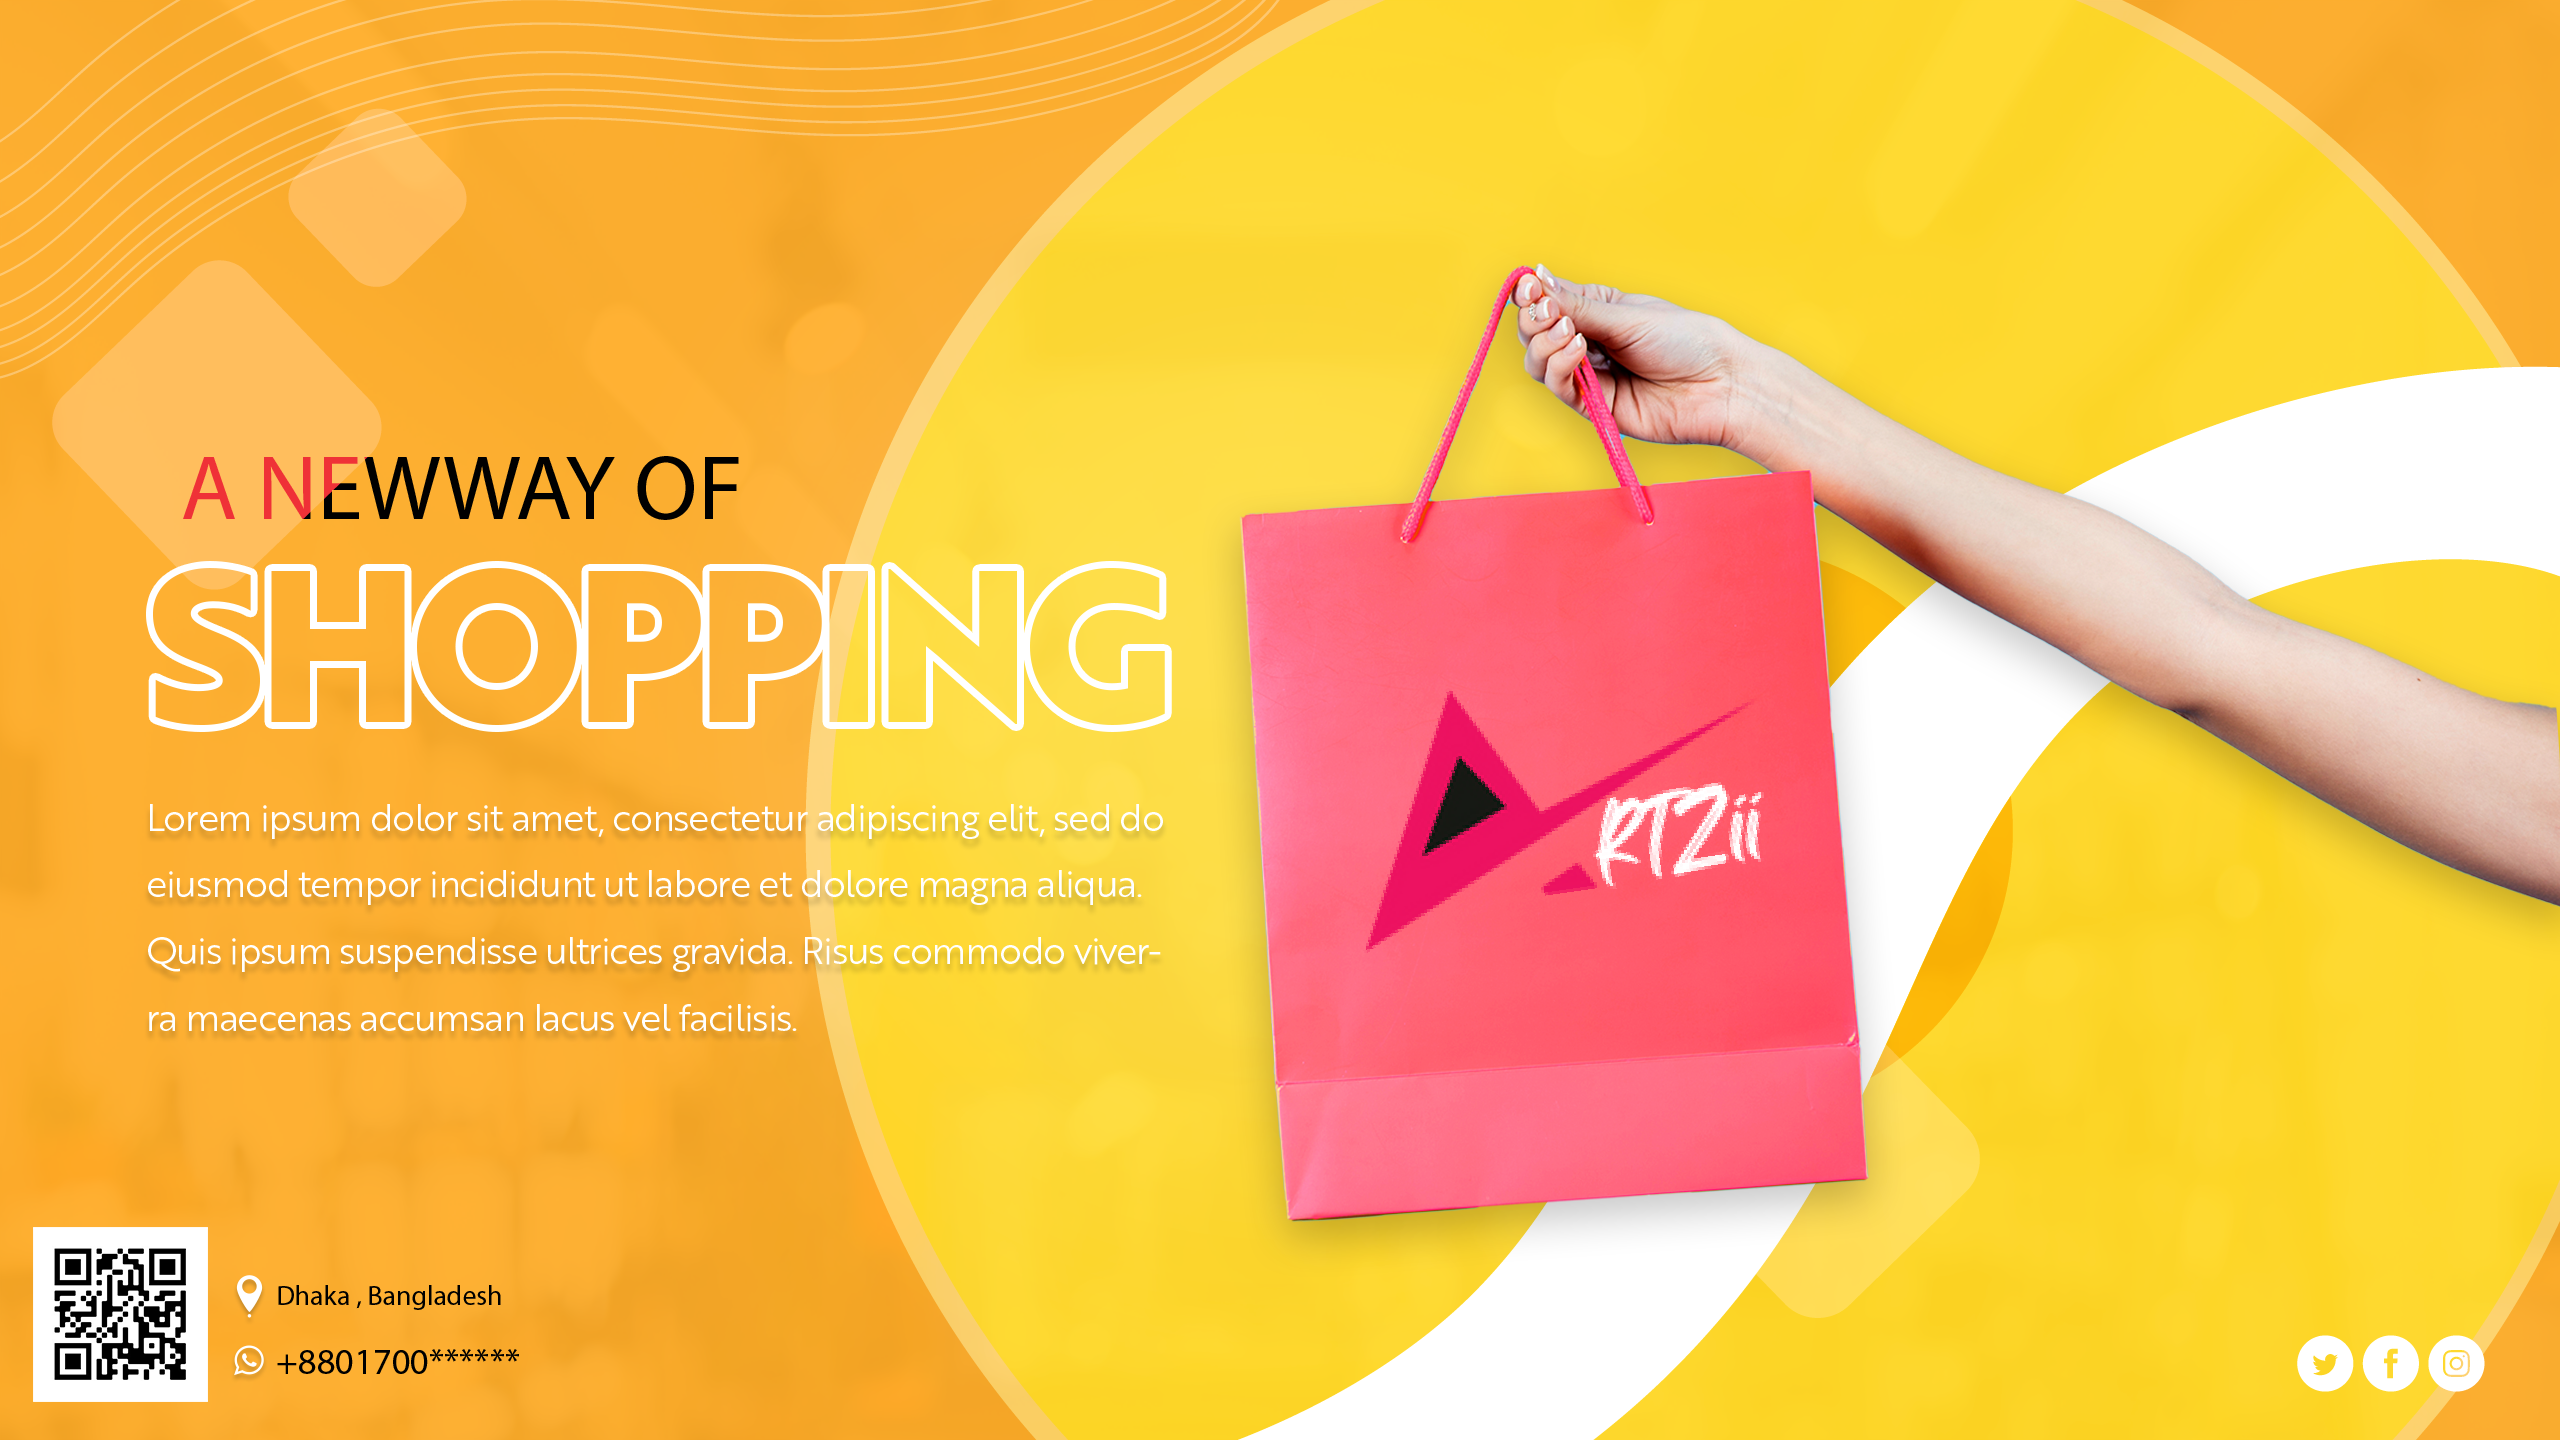 A NEWWAY OF
SHOPPING
Lorem ipsum dolor sit amet, consectetur adipiscing elit, sed do
eiusmod tempor incididunt ut labore et dolore magna aliqua.
Quis ipsum suspendisse ultrices gravida. Risus commodo viver-
ra maecenas accumsan lacus vel facilisis.
RTZii
Dhaka , Bangladesh
+8801700******